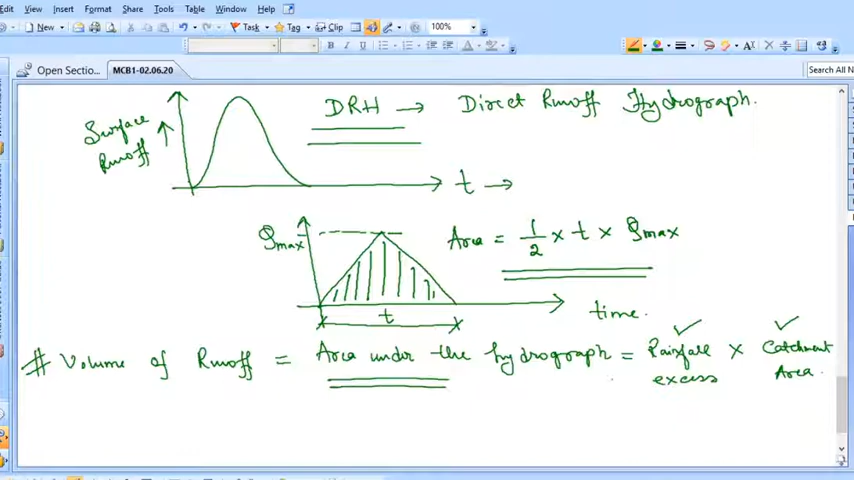 Edit View Insert Format Share Tools Table Window Help
New Task Tag Clip 100%
Open Sectio... MCB1-02.06.20 Search All N
Surface Runoff ↑ DRH → Direct Runoff Hydrograph.
t →
Qmax Area = 1/2 x t x Qmax
t time.
# Volume of Runoff = Area under the hydrograph = Rainfall excess x Catchment Area.